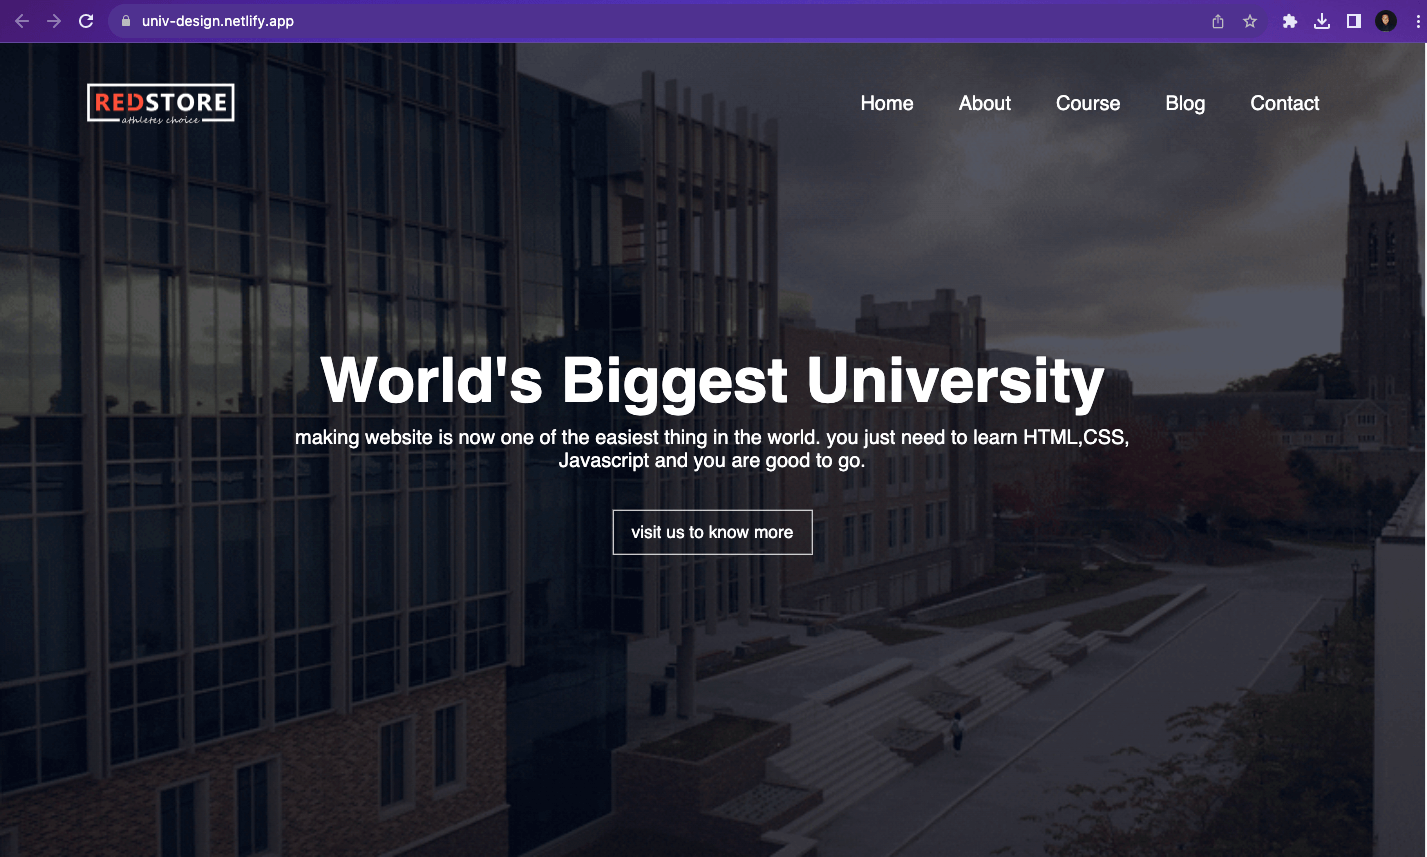 univ-design.netlify.app
REDSTORE
athletes choice
Home About Course Blog Contact
World's Biggest University
making website is now one of the easiest thing in the world. you just need to learn HTML,CSS,
Javascript and you are good to go.
visit us to know more